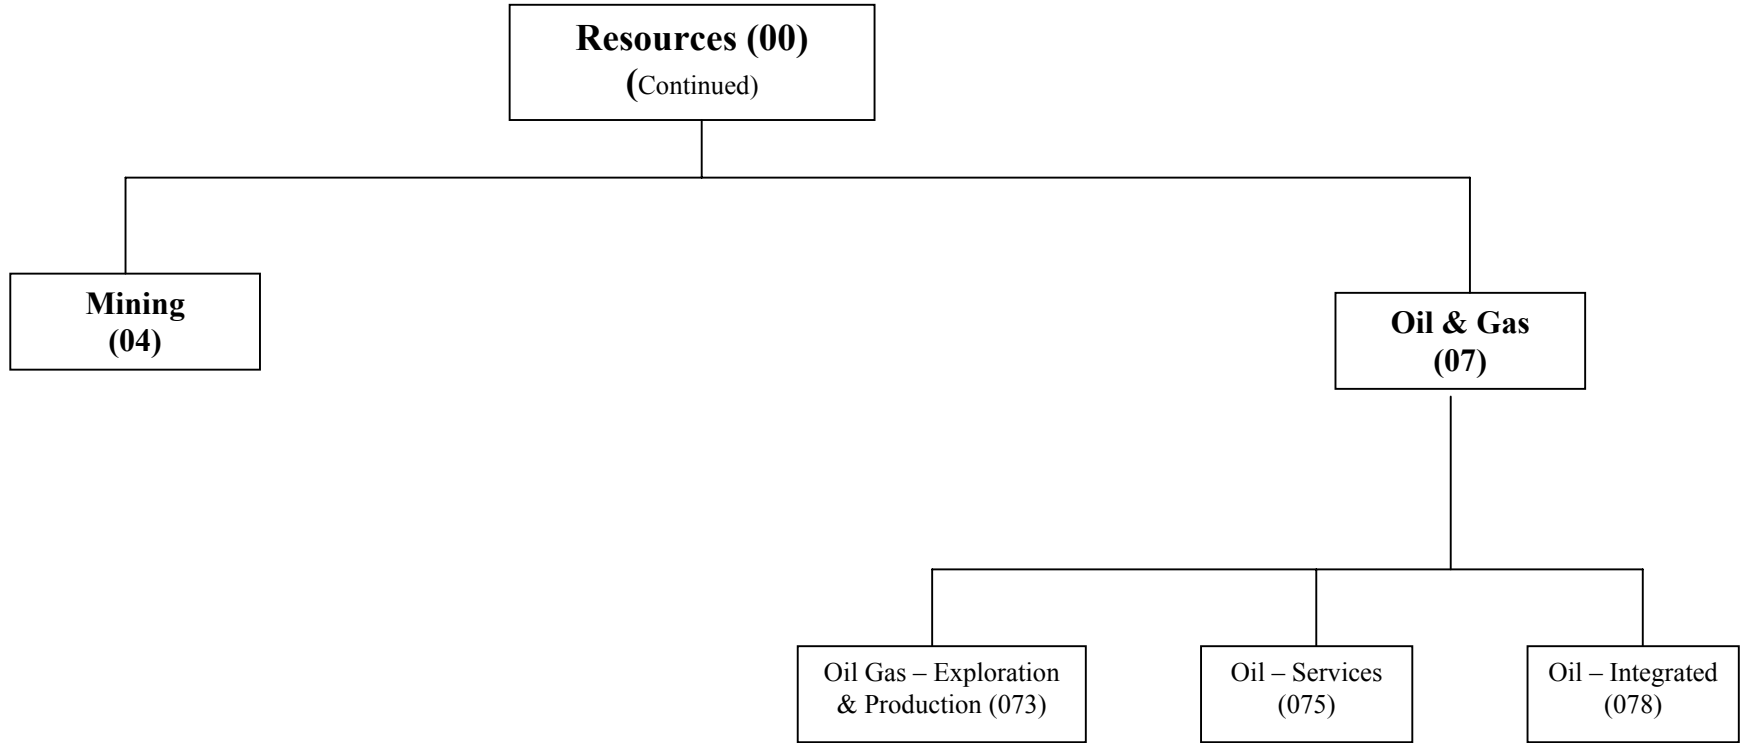 Resources (00)
(Continued)
Mining
(04)
Oil & Gas
(07)
Oil Gas – Exploration
& Production (073)
Oil – Services
(075)
Oil – Integrated
(078)